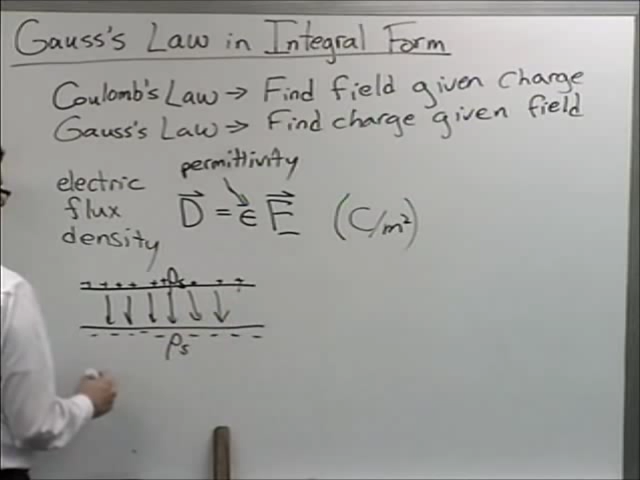 Gauss's Law in Integral Form
Coulomb's Law → Find field given charge
Gauss's Law → Find charge given field
permittivity
electric
flux
density
D⃗ = ε E⃗ (C/m²)
+ + + + + + ρs + + +
- - - - - - - - -
ρs